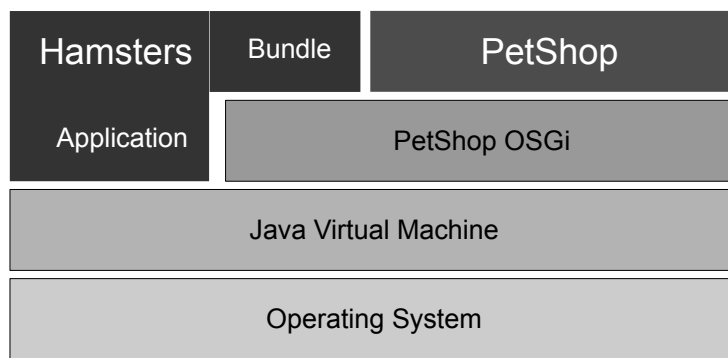 Hamsters Bundle PetShop
Application PetShop OSGi
Java Virtual Machine
Operating System